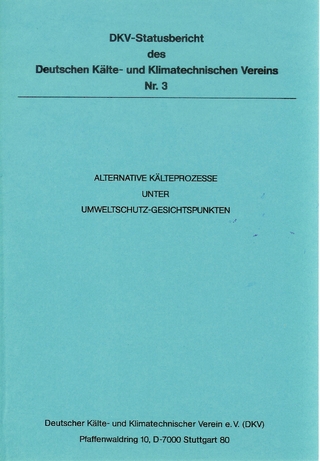 DKV-Statusbericht
des
Deutschen Kälte- und Klimatechnischen Vereins
Nr. 3
ALTERNATIVE KÄLTEPROZESSE
UNTER
UMWELTSCHUTZ-GESICHTSPUNKTEN
Deutscher Kälte- und Klimatechnischer Verein e.V. (DKV)
Pfaffenwaldring 10, D-7000 Stuttgart 80